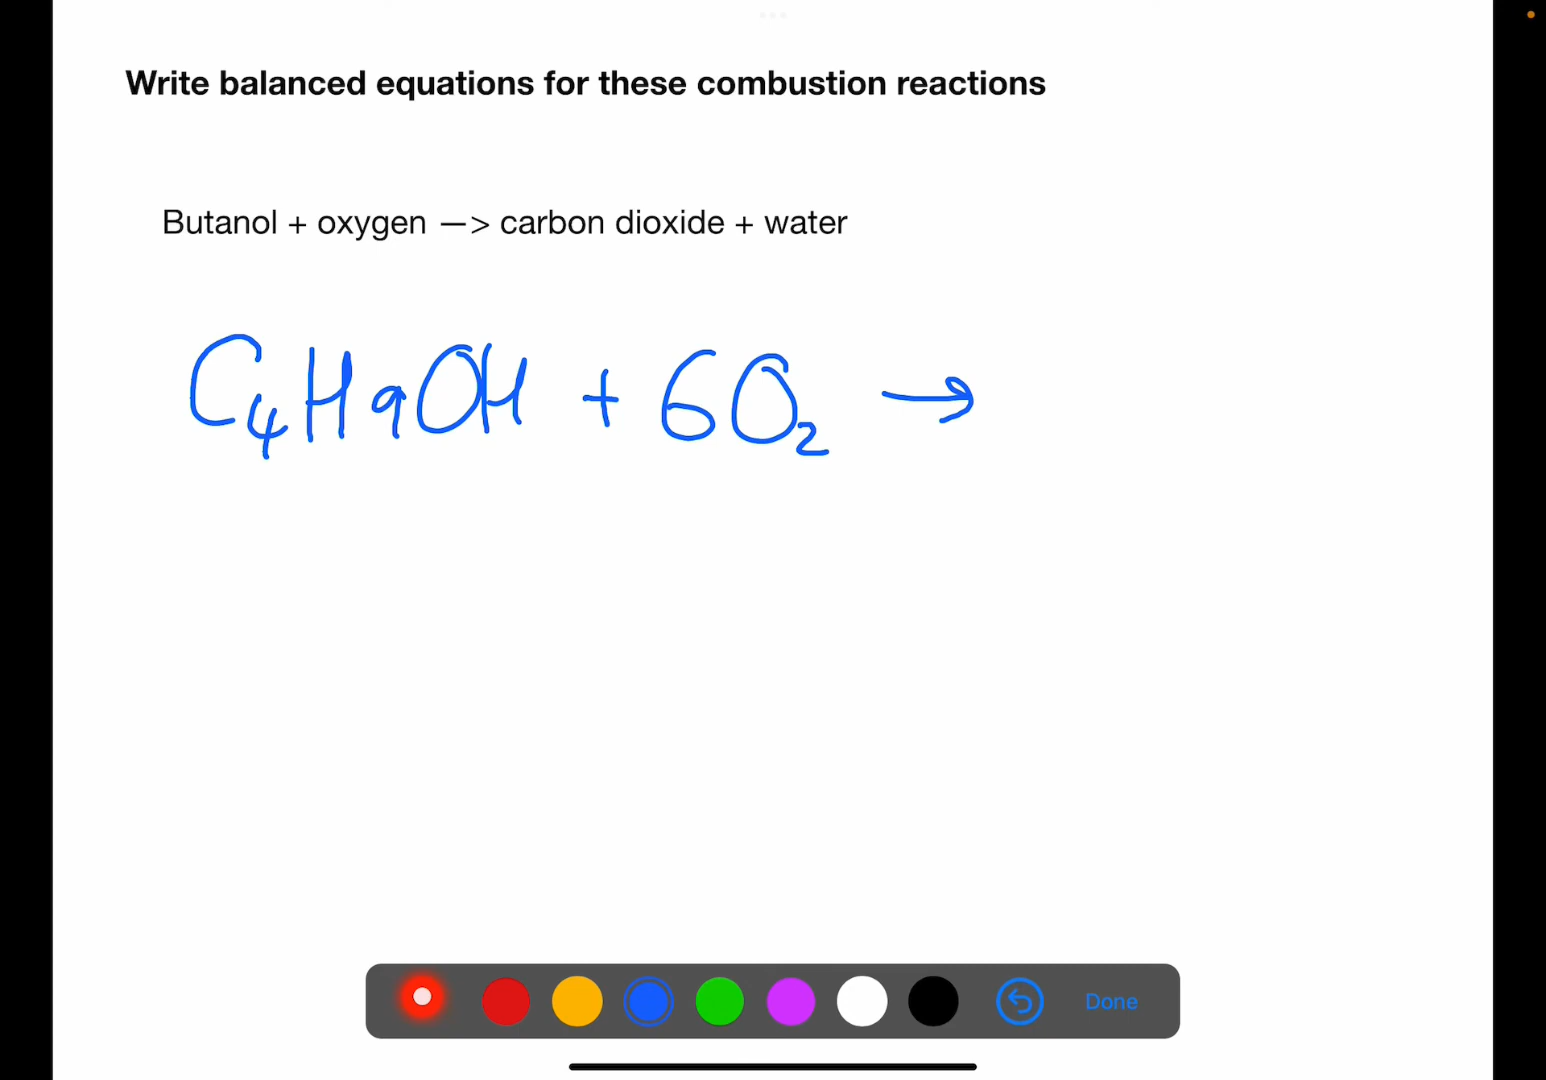 Write balanced equations for these combustion reactions
Butanol + oxygen —> carbon dioxide + water
C₄H₉OH + 6O₂ →
Done